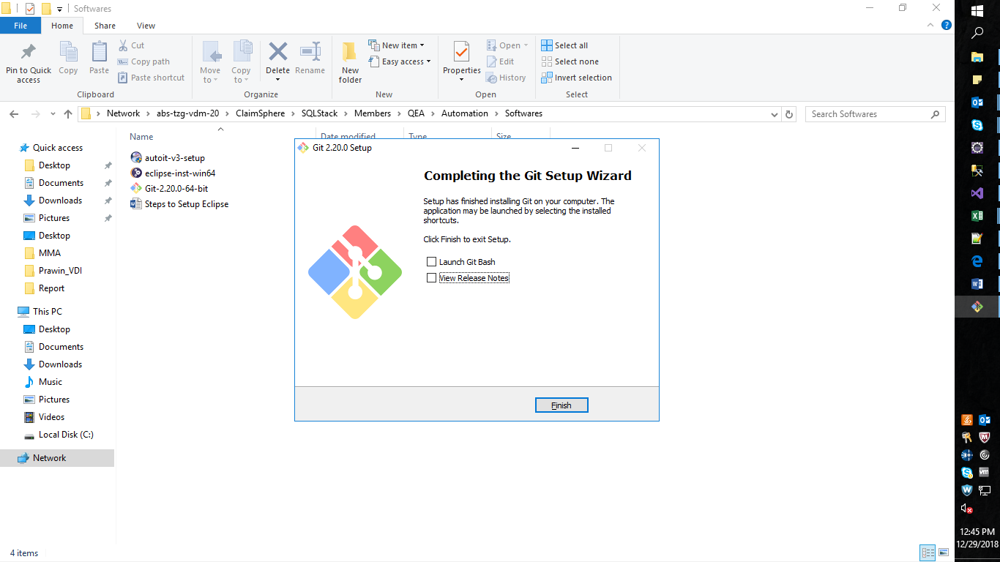 Softwares
File Home Share View
Pin to Quick access
Copy
Paste
Cut
Copy path
Paste shortcut
Clipboard
Move to
Copy to
Delete
Rename
Organize
New folder
New item
Easy access
New
Properties
Open
Edit
History
Open
Select all
Select none
Invert selection
Select
Network abs-tzg-vdm-20 ClaimSphere SQLStack Members QEA Automation Softwares
Search Softwares
Name Date modified Type Size
Quick access
Desktop
Documents
Downloads
Pictures
Desktop
MMA
Prawin_VDI
Report
This PC
Desktop
Documents
Downloads
Music
Pictures
Videos
Local Disk (C:)
Network
autoit-v3-setup
eclipse-inst-win64
Git-2.20.0-64-bit
Steps to Setup Eclipse
Git 2.20.0 Setup
Completing the Git Setup Wizard
Setup has finished installing Git on your computer. The
application may be launched by selecting the installed
shortcuts.
Click Finish to exit Setup.
Launch Git Bash
View Release Notes
Finish
4 items
12:45 PM
12/29/2018